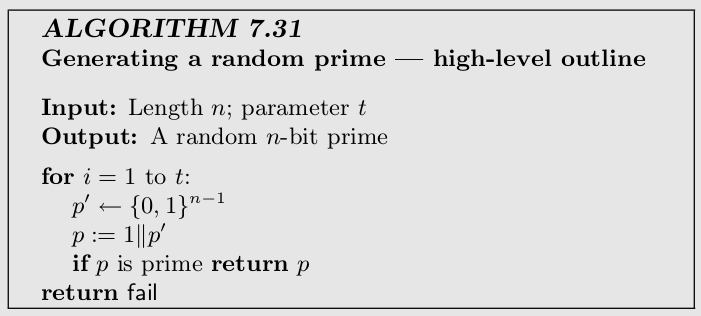 ALGORITHM 7.31
Generating a random prime — high-level outline
Input: Length n; parameter t
Output: A random n-bit prime
for i = 1 to t:
p′ ← {0, 1}ⁿ⁻¹
p := 1‖p′
if p is prime return p
return fail